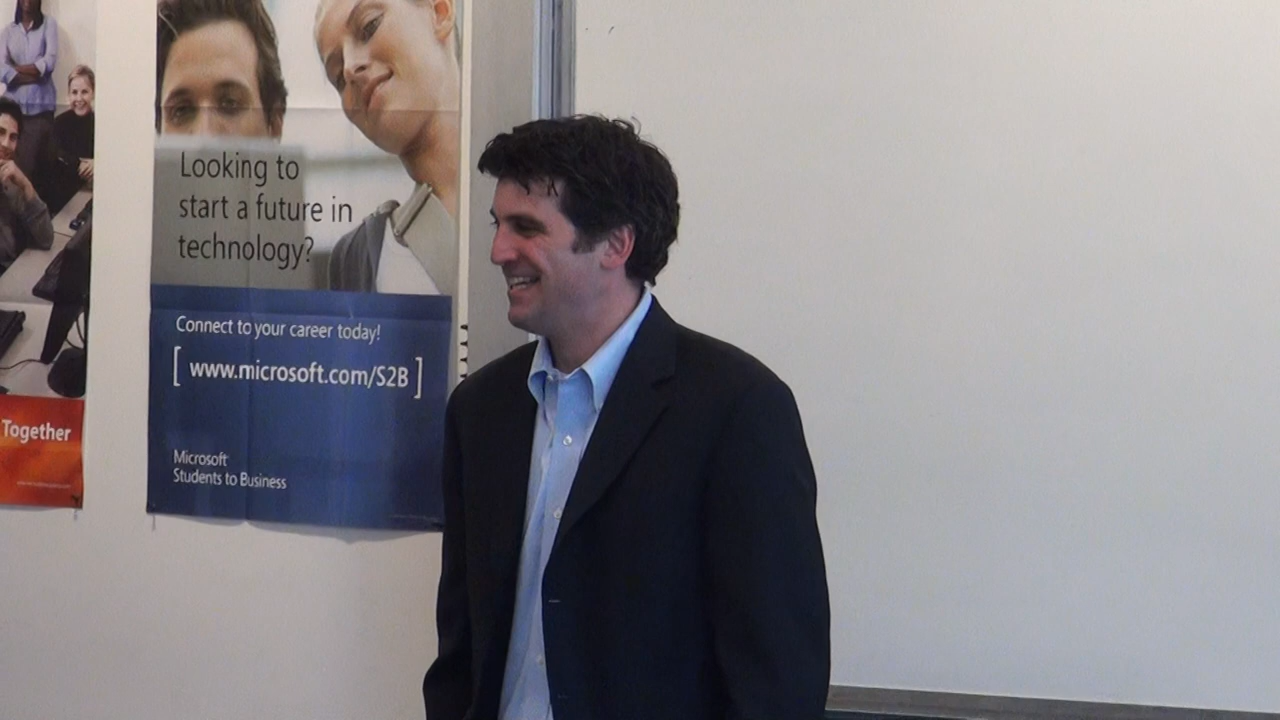 Looking to
start a future in
technology?
Connect to your career today!
[ www.microsoft.com/S2B ]
Microsoft
Students to Business
Together